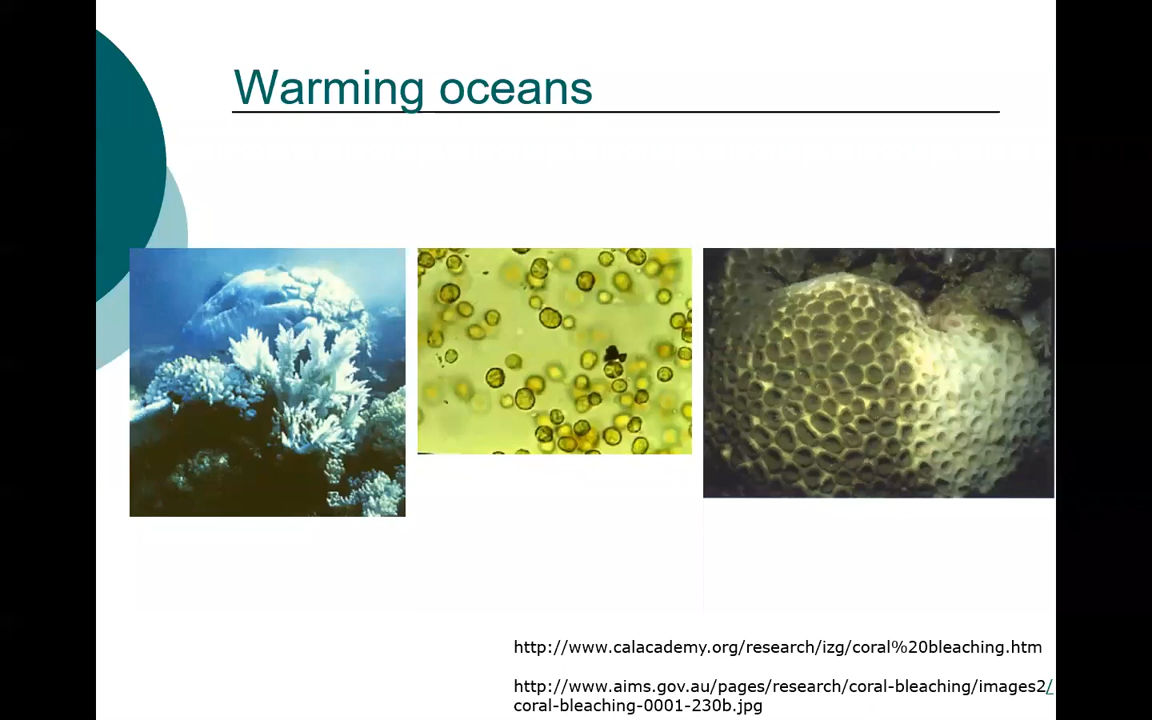 Warming oceans
http://www.calacademy.org/research/izg/coral%20bleaching.htm
http://www.aims.gov.au/pages/research/coral-bleaching/images2/
coral-bleaching-0001-230b.jpg